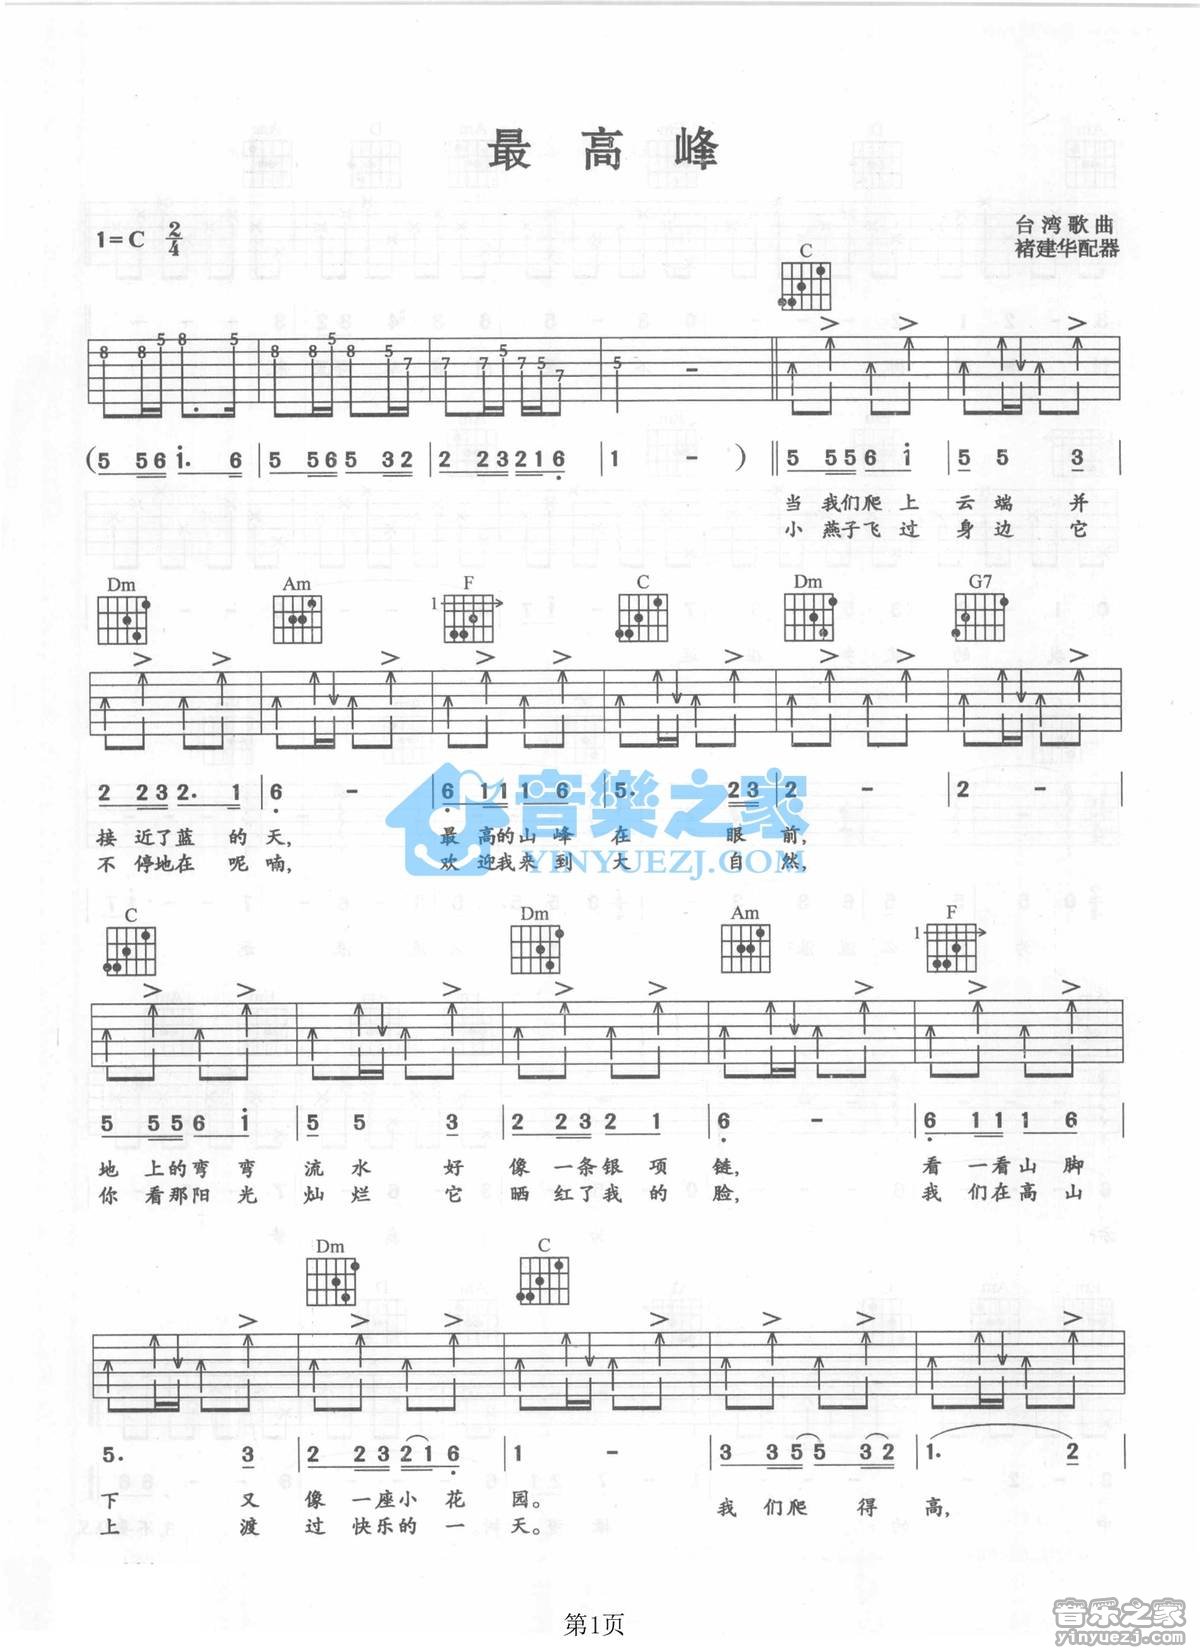 最 高 峰
1=C 2/4
台湾歌曲
褚建华配器
C
8 8 5 8 5 8 8 5 8 5 7 7 7 5 7 5 7 5 -
(5 56 i. 6 | 5 565 32 | 2 23216 | 1 - ) ‖ 5 556 i | 5 5 3 |
当 我们爬 上 云 端 并
小 燕子飞 过 身 边 它
Dm Am F C Dm G7
1
2 232. 1 | 6 - | 6 111 6 | 5. 23 | 2 - | 2 - |
接 近了蓝 的 天, 最 高的山 峰 在 眼 前,
不 停地在 呢 喃, 欢 迎我来 到 大 自 然,
音樂之家
YINYUEZJ.COM
C Dm Am F
1
5 556 i | 5 5 3 | 2 232 1 | 6 - | 6 111 6 |
地 上的弯 弯 流 水 好 像 一条银 项 链, 看 一看山 脚
你 看那阳 光 灿 烂 它 晒 红了我 的 脸, 我 们在高 山
Dm C
5. 3 | 2 23 216 | 1 - | 3 355 32 | 1. 2 |
下 又 像 一座小 花 园。 我 们爬 得 高,
上 渡 过 快乐的 一 天。
第1页
音乐之家
yinyuezj.com